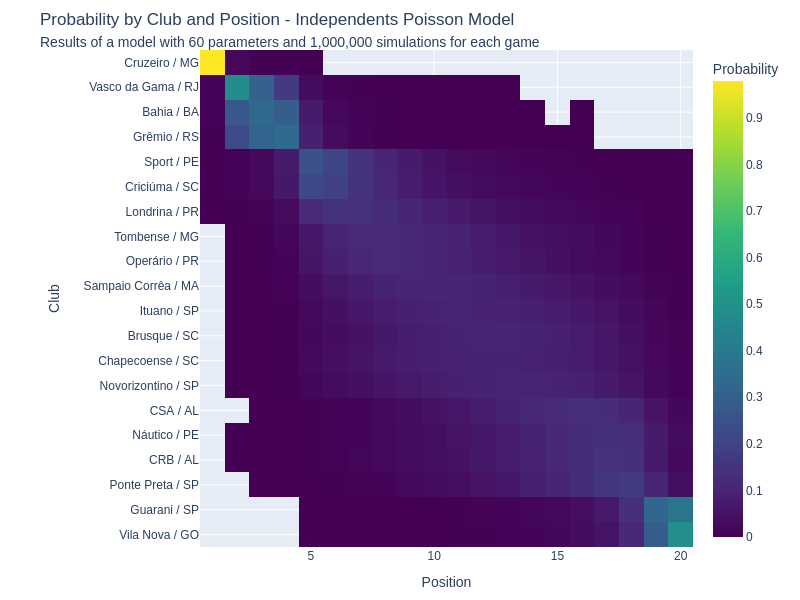 Probability by Club and Position - Independents Poisson Model
Results of a model with 60 parameters and 1,000,000 simulations for each game
Probability
Cruzeiro / MG
Vasco da Gama / RJ
Bahia / BA
Grêmio / RS
Sport / PE
Criciúma / SC
Londrina / PR
Tombense / MG
Operário / PR
Sampaio Corrêa / MA
Ituano / SP
Brusque / SC
Chapecoense / SC
Novorizontino / SP
CSA / AL
Náutico / PE
CRB / AL
Ponte Preta / SP
Guarani / SP
Vila Nova / GO
Club
5
10
15
20
Position
0.9
0.8
0.7
0.6
0.5
0.4
0.3
0.2
0.1
0